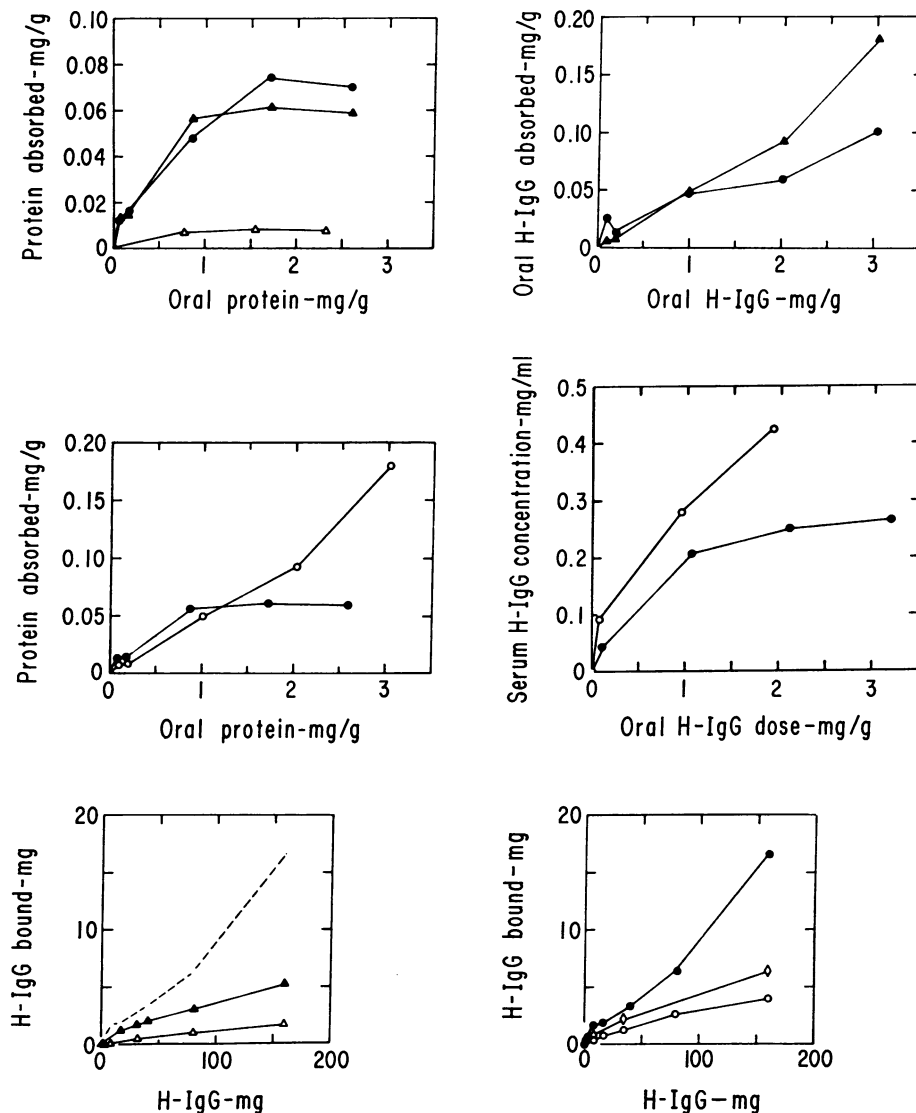 Protein absorbed-mg/g
0.10
0.08
0.06
0.04
0.02
0
0 1 2 3
Oral protein-mg/g
Oral H-IgG absorbed-mg/g
0.20
0.15
0.10
0.05
0
0 1 2 3
Oral H-IgG-mg/g
Protein absorbed-mg/g
0.20
0.15
0.10
0.05
0
0 1 2 3
Oral protein-mg/g
Serum H-IgG concentration-mg/ml
0.5
0.4
0.3
0.2
0.1
0
0 1 2 3
Oral H-IgG dose-mg/g
H-IgG bound-mg
20
10
0
0 100 200
H-IgG-mg
H-IgG bound-mg
20
10
0
0 100 200
H-IgG—mg